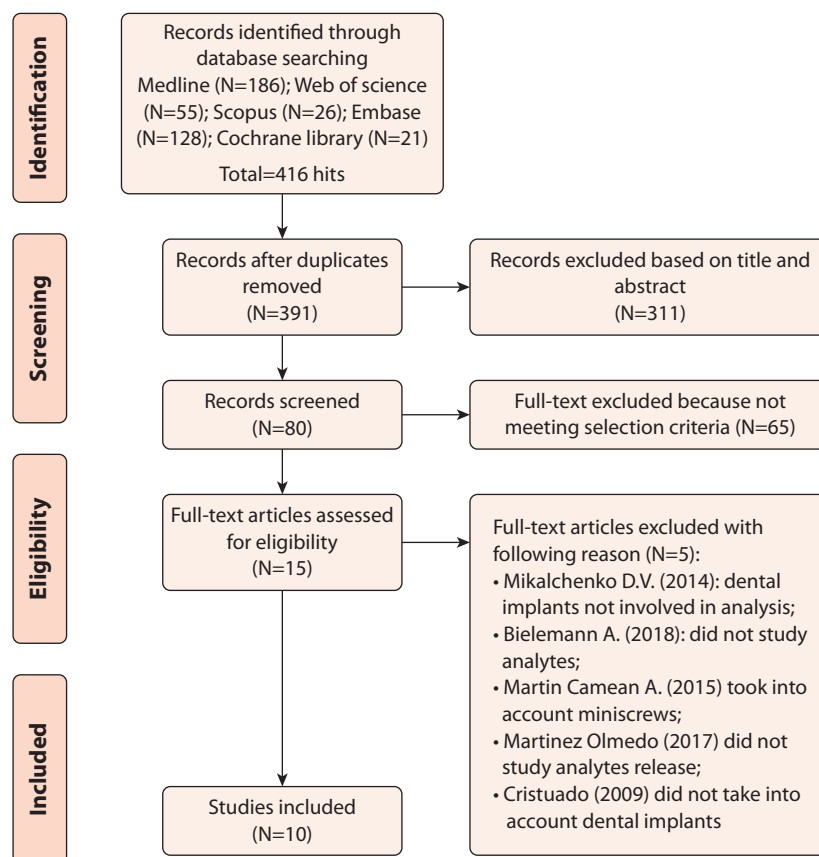 Identification
Records identified through
database searching
Medline (N=186); Web of science
(N=55); Scopus (N=26); Embase
(N=128); Cochrane library (N=21)
Total=416 hits
Screening
Records after duplicates
removed
(N=391)
Records excluded based on title and
abstract
(N=311)
Records screened
(N=80)
Full-text excluded because not
meeting selection criteria (N=65)
Eligibility
Full-text articles assessed
for eligibility
(N=15)
Full-text articles excluded with
following reason (N=5):
• Mikalchenko D.V. (2014): dental
implants not involved in analysis;
• Bielemann A. (2018): did not study
analytes;
• Martin Camean A. (2015) took into
account miniscrews;
• Martinez Olmedo (2017) did not
study analytes release;
• Cristuado (2009) did not take into
account dental implants
Included
Studies included
(N=10)